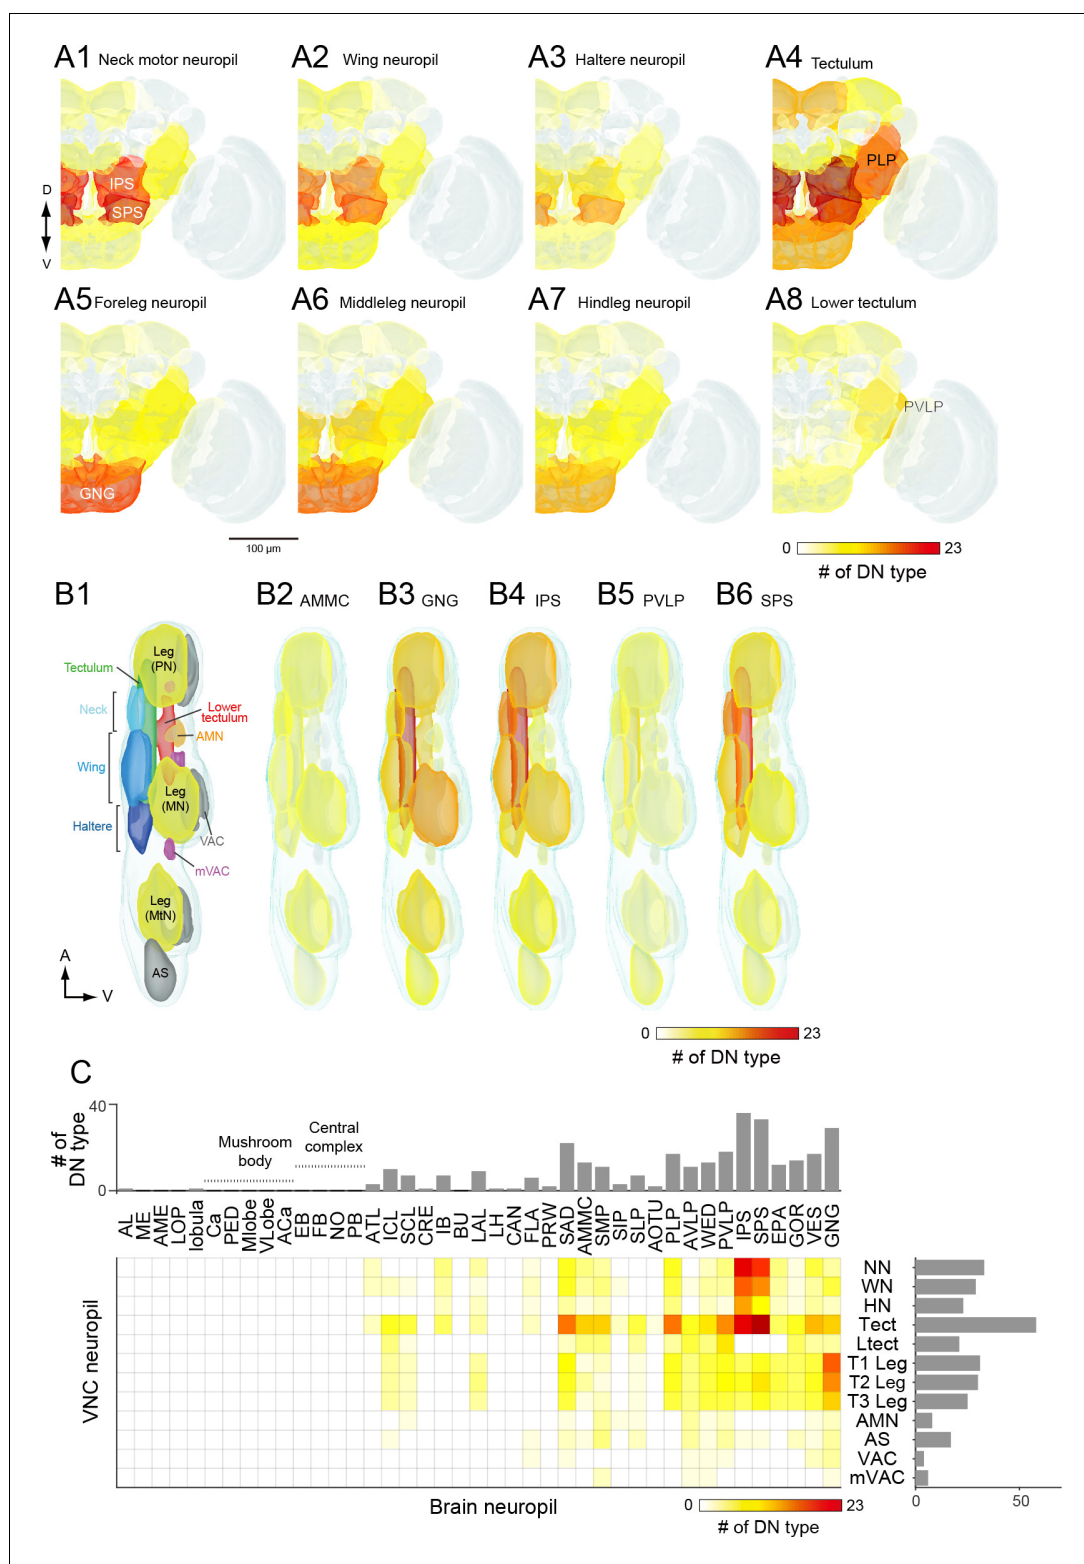 A1 Neck motor neuropil
A2 Wing neuropil
A3 Haltere neuropil
A4 Tectulum
IPS
SPS
PLP
D
V
A5 Foreleg neuropil
A6 Middleleg neuropil
A7 Hindleg neuropil
A8 Lower tectulum
GNG
PVLP
100 µm
0 23
# of DN type
B1
B2 AMMC
B3 GNG
B4 IPS
B5 PVLP
B6 SPS
Leg
(PN)
Tectulum
Neck
Lower
tectulum
AMN
Wing
Leg
(MN)
Haltere
VAC
mVAC
Leg
(MtN)
AS
A
V
0 23
# of DN type
C
# of
DN type
40
0
Mushroom
body
Central
complex
AL
ME
AME
LOP
lobula
Ca
PED
Mlobe
VLobe
ACa
EB
FB
NO
PB
ATL
ICL
SCL
CRE
IB
BU
LAL
LH
CAN
FLA
PRW
SAD
AMMC
SMP
SIP
SLP
AOTU
PLP
AVLP
WED
PVLP
IPS
SPS
EPA
GOR
VES
GNG
VNC neuropil
NN
WN
HN
Tect
Ltect
T1 Leg
T2 Leg
T3 Leg
AMN
AS
VAC
mVAC
Brain neuropil
0 23
# of DN type
0 50